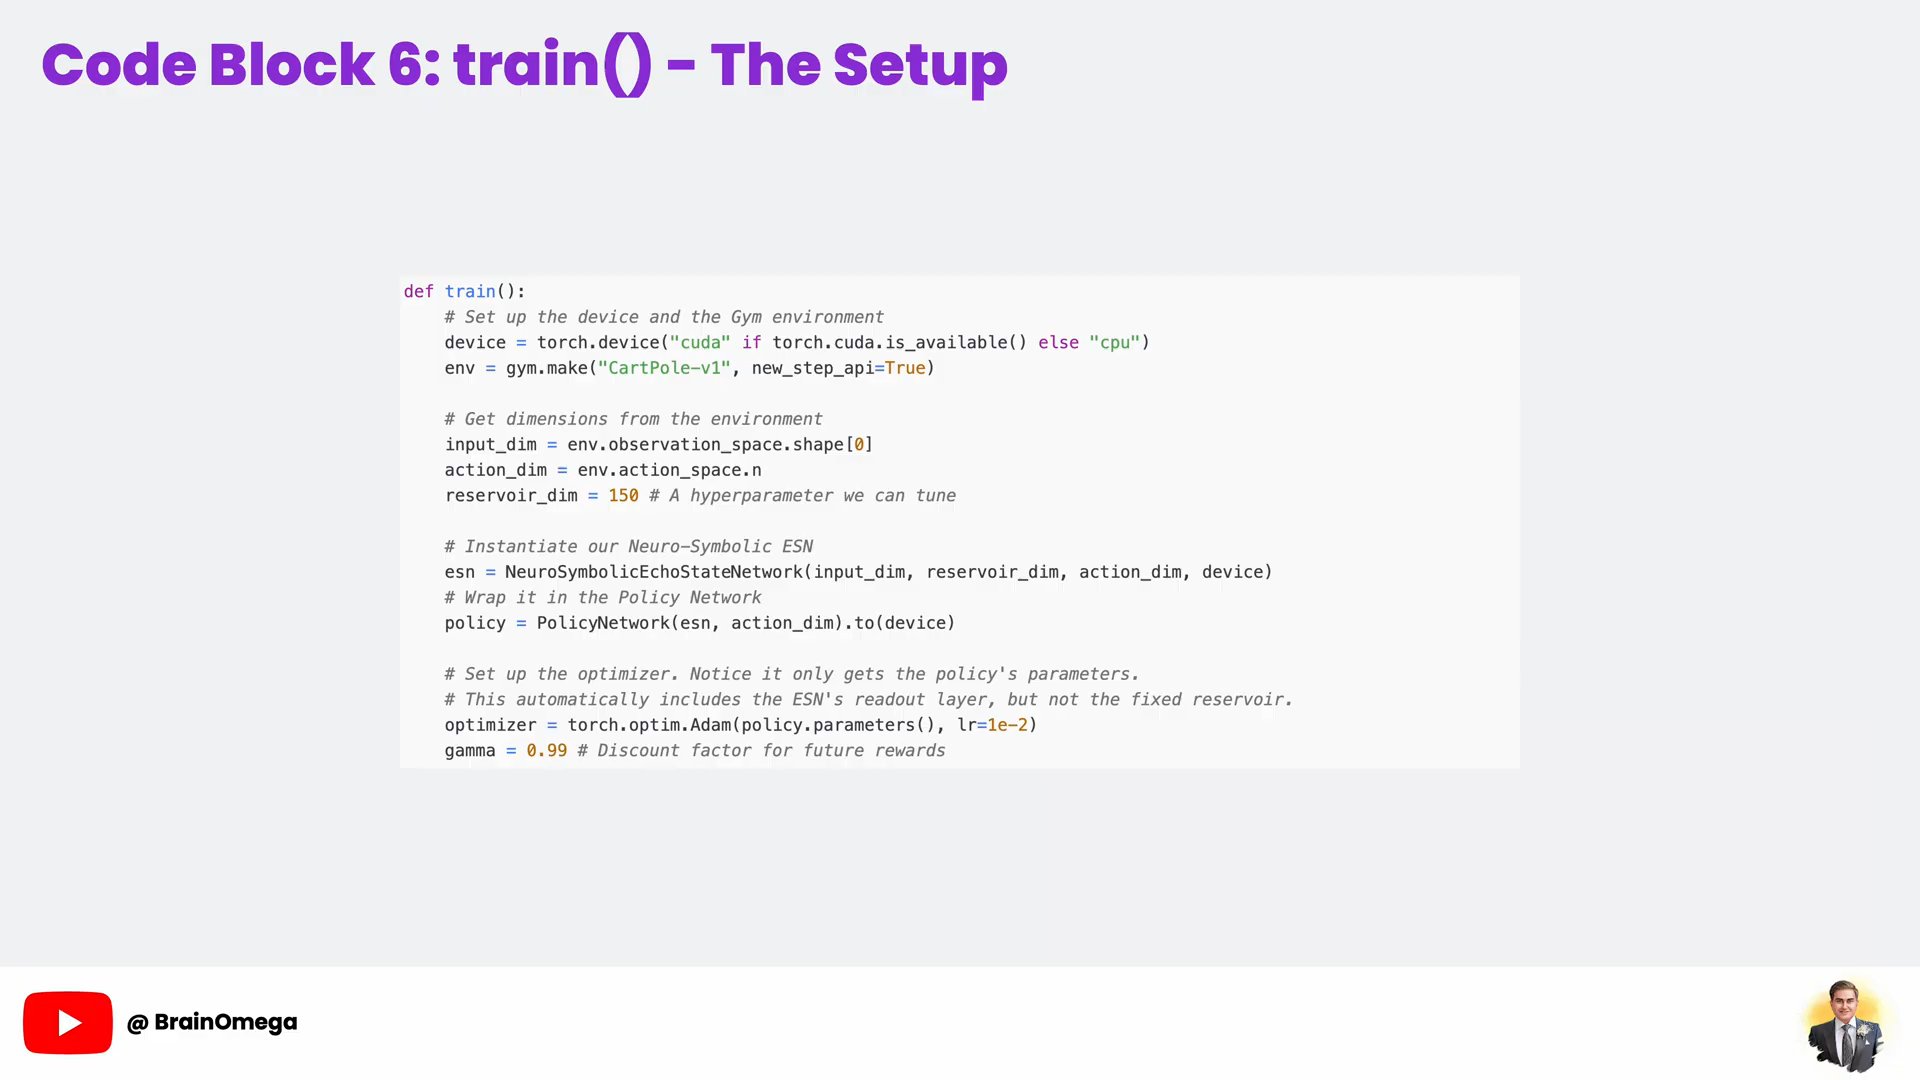 Code Block 6: train() - The Setup
def train():
# Set up the device and the Gym environment
device = torch.device("cuda" if torch.cuda.is_available() else "cpu")
env = gym.make("CartPole-v1", new_step_api=True)
# Get dimensions from the environment
input_dim = env.observation_space.shape[0]
action_dim = env.action_space.n
reservoir_dim = 150 # A hyperparameter we can tune
# Instantiate our Neuro-Symbolic ESN
esn = NeuroSymbolicEchoStateNetwork(input_dim, reservoir_dim, action_dim, device)
# Wrap it in the Policy Network
policy = PolicyNetwork(esn, action_dim).to(device)
# Set up the optimizer. Notice it only gets the policy's parameters.
# This automatically includes the ESN's readout layer, but not the fixed reservoir.
optimizer = torch.optim.Adam(policy.parameters(), lr=1e-2)
gamma = 0.99 # Discount factor for future rewards
@ BrainOmega